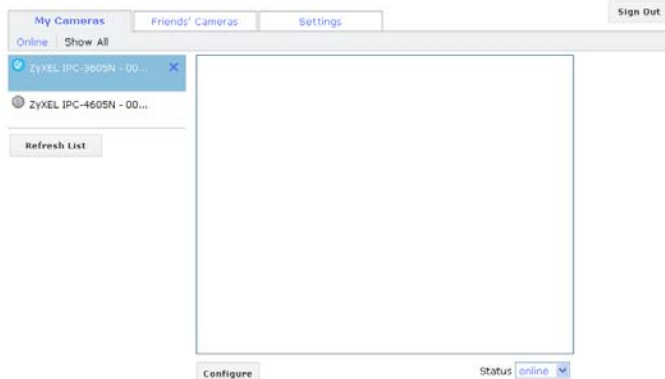 Sign Out
My Cameras Friends' Cameras Settings
Online Show All
ZyXEL IPC-3605N - 00... X
ZyXEL IPC-4605N - 00...
Refresh List
Configure Status online